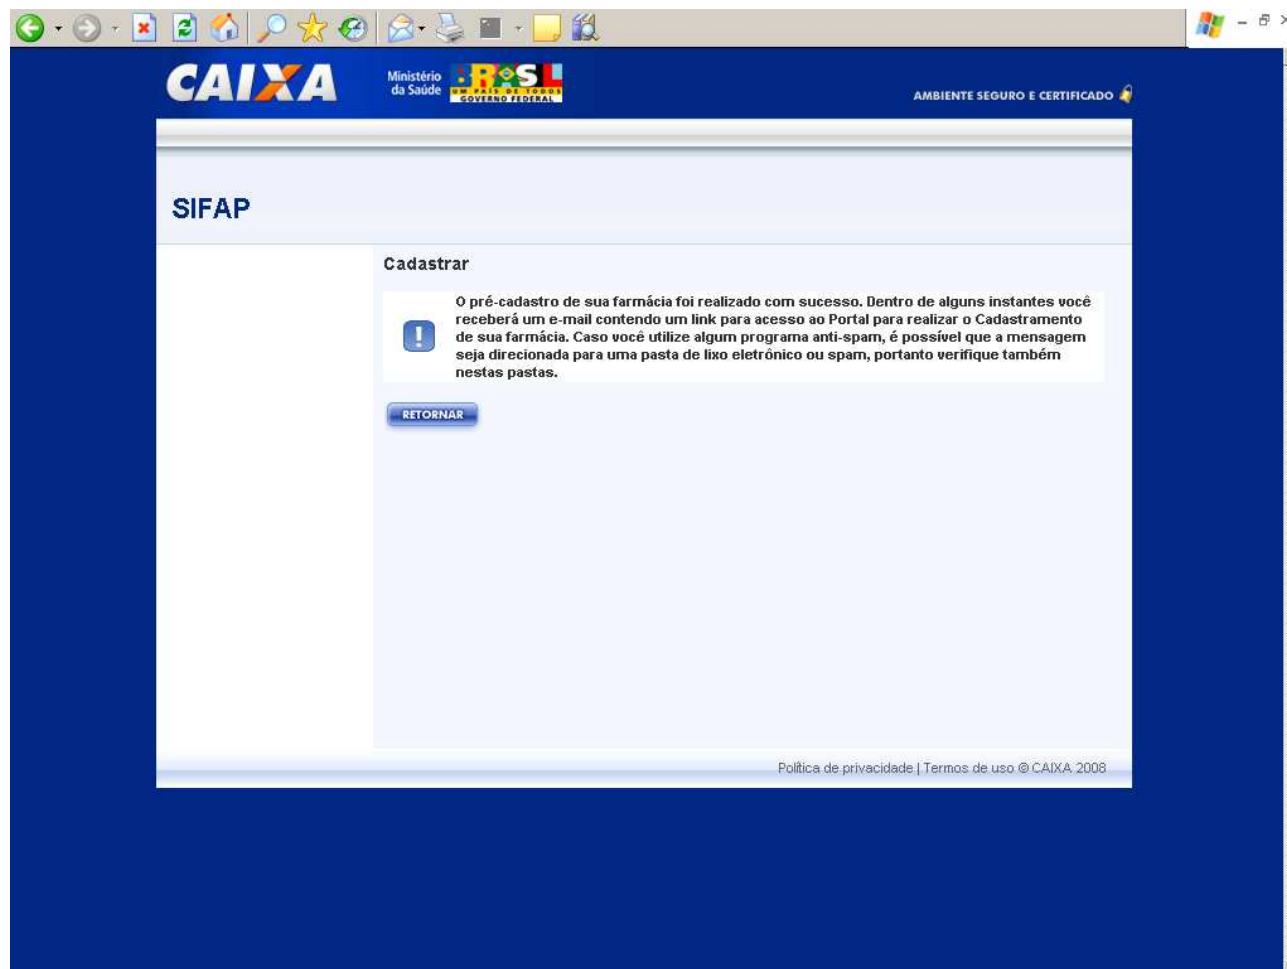 CAIXA
Ministério
da Saúde
BRASIL
UM PAÍS DE TODOS
GOVERNO FEDERAL
AMBIENTE SEGURO E CERTIFICADO
SIFAP
Cadastrar
O pré-cadastro de sua farmácia foi realizado com sucesso. Dentro de alguns instantes você
receberá um e-mail contendo um link para acesso ao Portal para realizar o Cadastramento
de sua farmácia. Caso você utilize algum programa anti-spam, é possível que a mensagem
seja direcionada para uma pasta de lixo eletrônico ou spam, portanto verifique também
nestas pastas.
RETORNAR
Política de privacidade | Termos de uso © CAIXA 2008